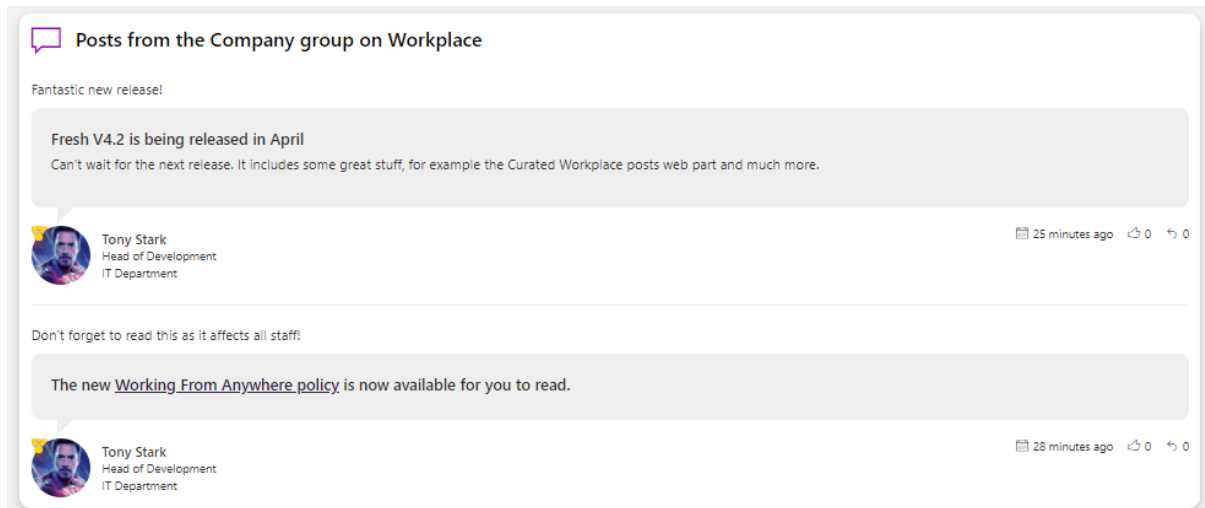 Posts from the Company group on Workplace
Fantastic new release!
Fresh V4.2 is being released in April
Can't wait for the next release. It includes some great stuff, for example the Curated Workplace posts web part and much more.
Tony Stark
Head of Development
IT Department
25 minutes ago 0 0
Don't forget to read this as it affects all staff!
The new Working From Anywhere policy is now available for you to read.
Tony Stark
Head of Development
IT Department
28 minutes ago 0 0